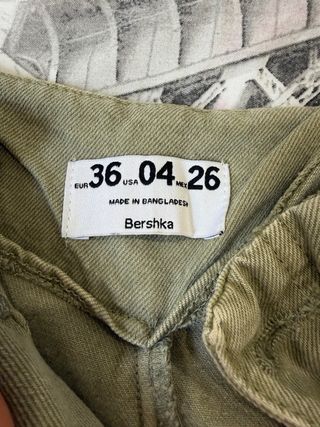 EUR 36 USA 04 MEX 26
MADE IN BANGLADESH
Bershka